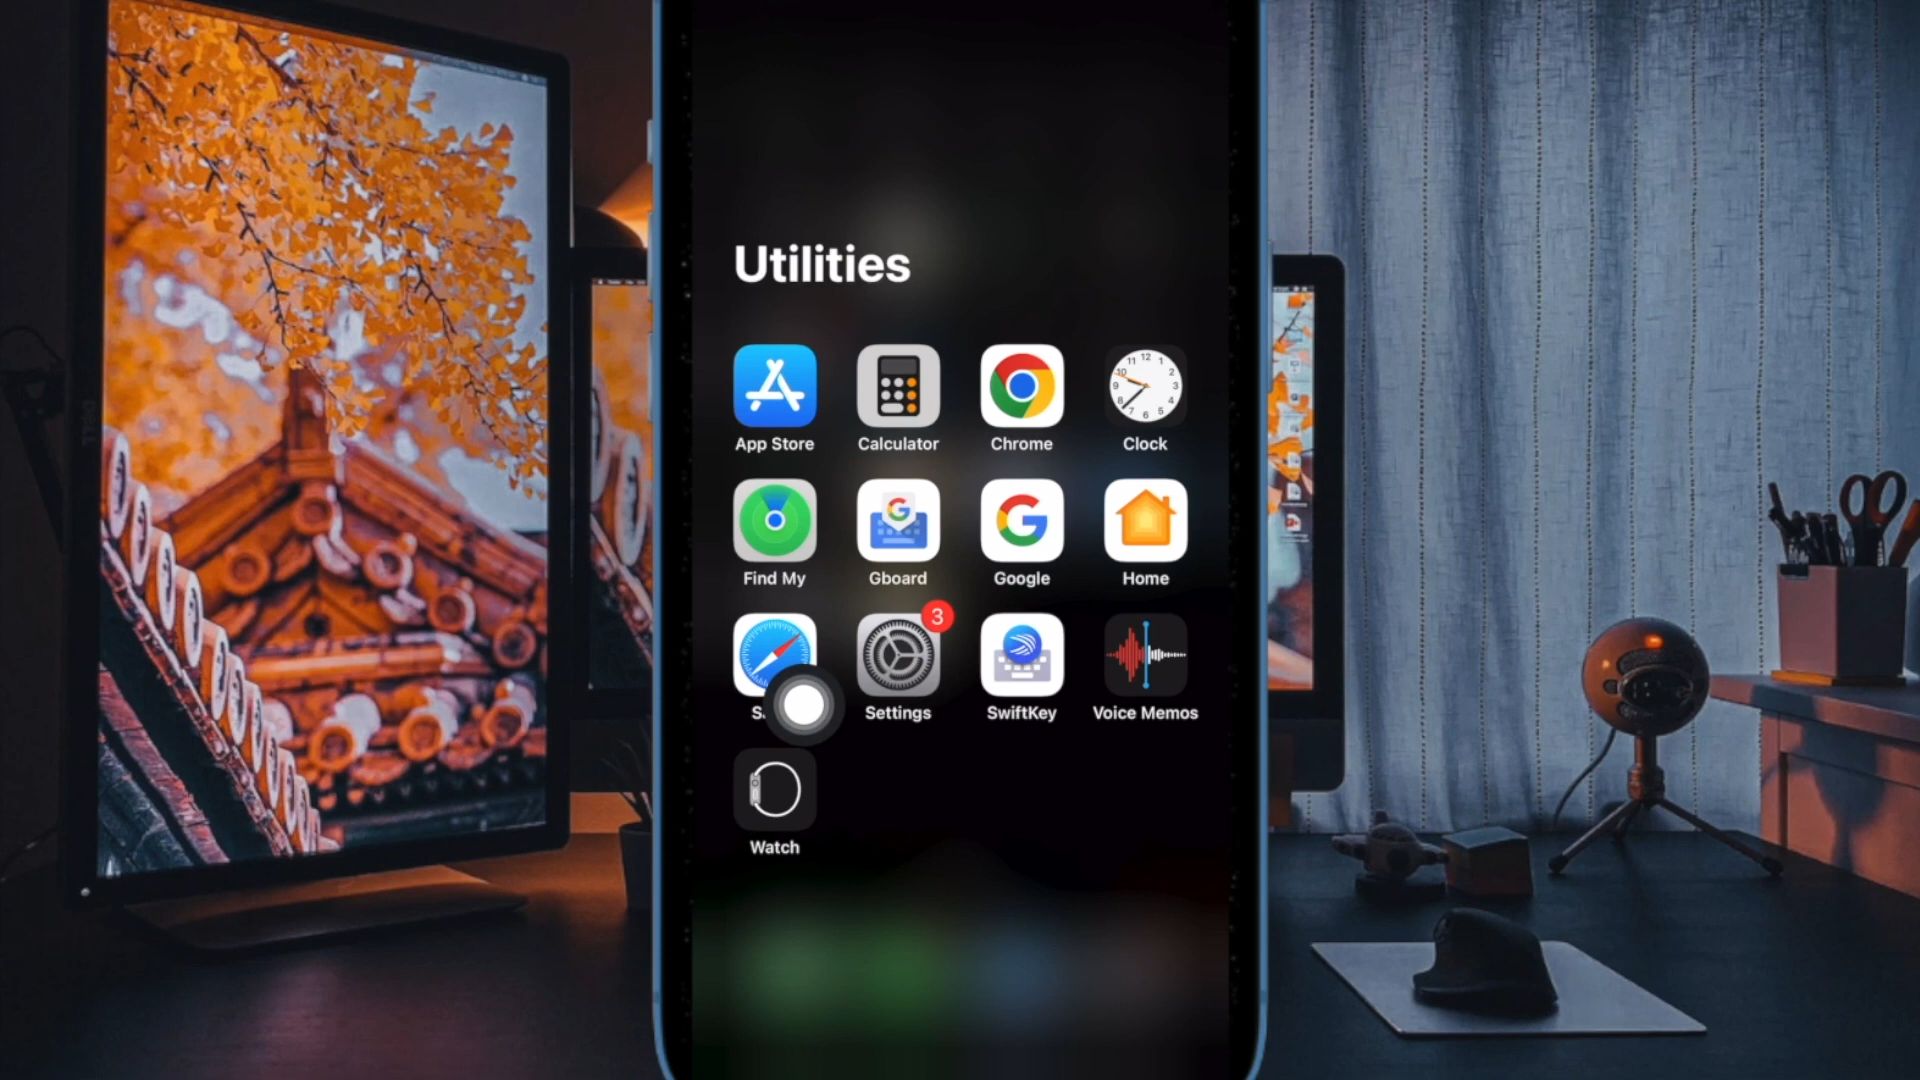 Utilities
App Store Calculator Chrome Clock
Find My Gboard Google Home
3
Settings SwiftKey Voice Memos
Watch